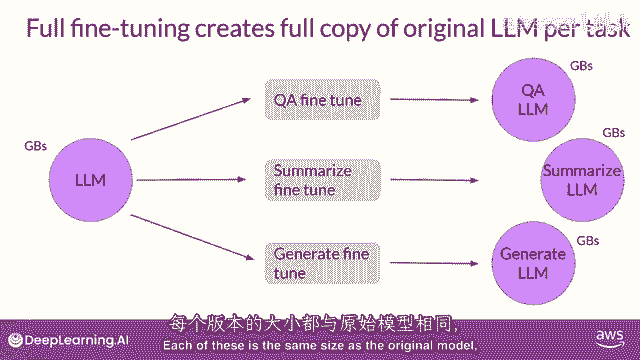 Full fine-tuning creates full copy of original LLM per task
GBs
QA
LLM
QA fine tune
GBs
GBs
LLM
Summarize
fine tune
Summarize
LLM
GBs
Generate fine
tune
Generate
LLM
每个版本的大小都与原始模型相同,
Each of these is the same size as the original model,
DeepLearning.AI
aws